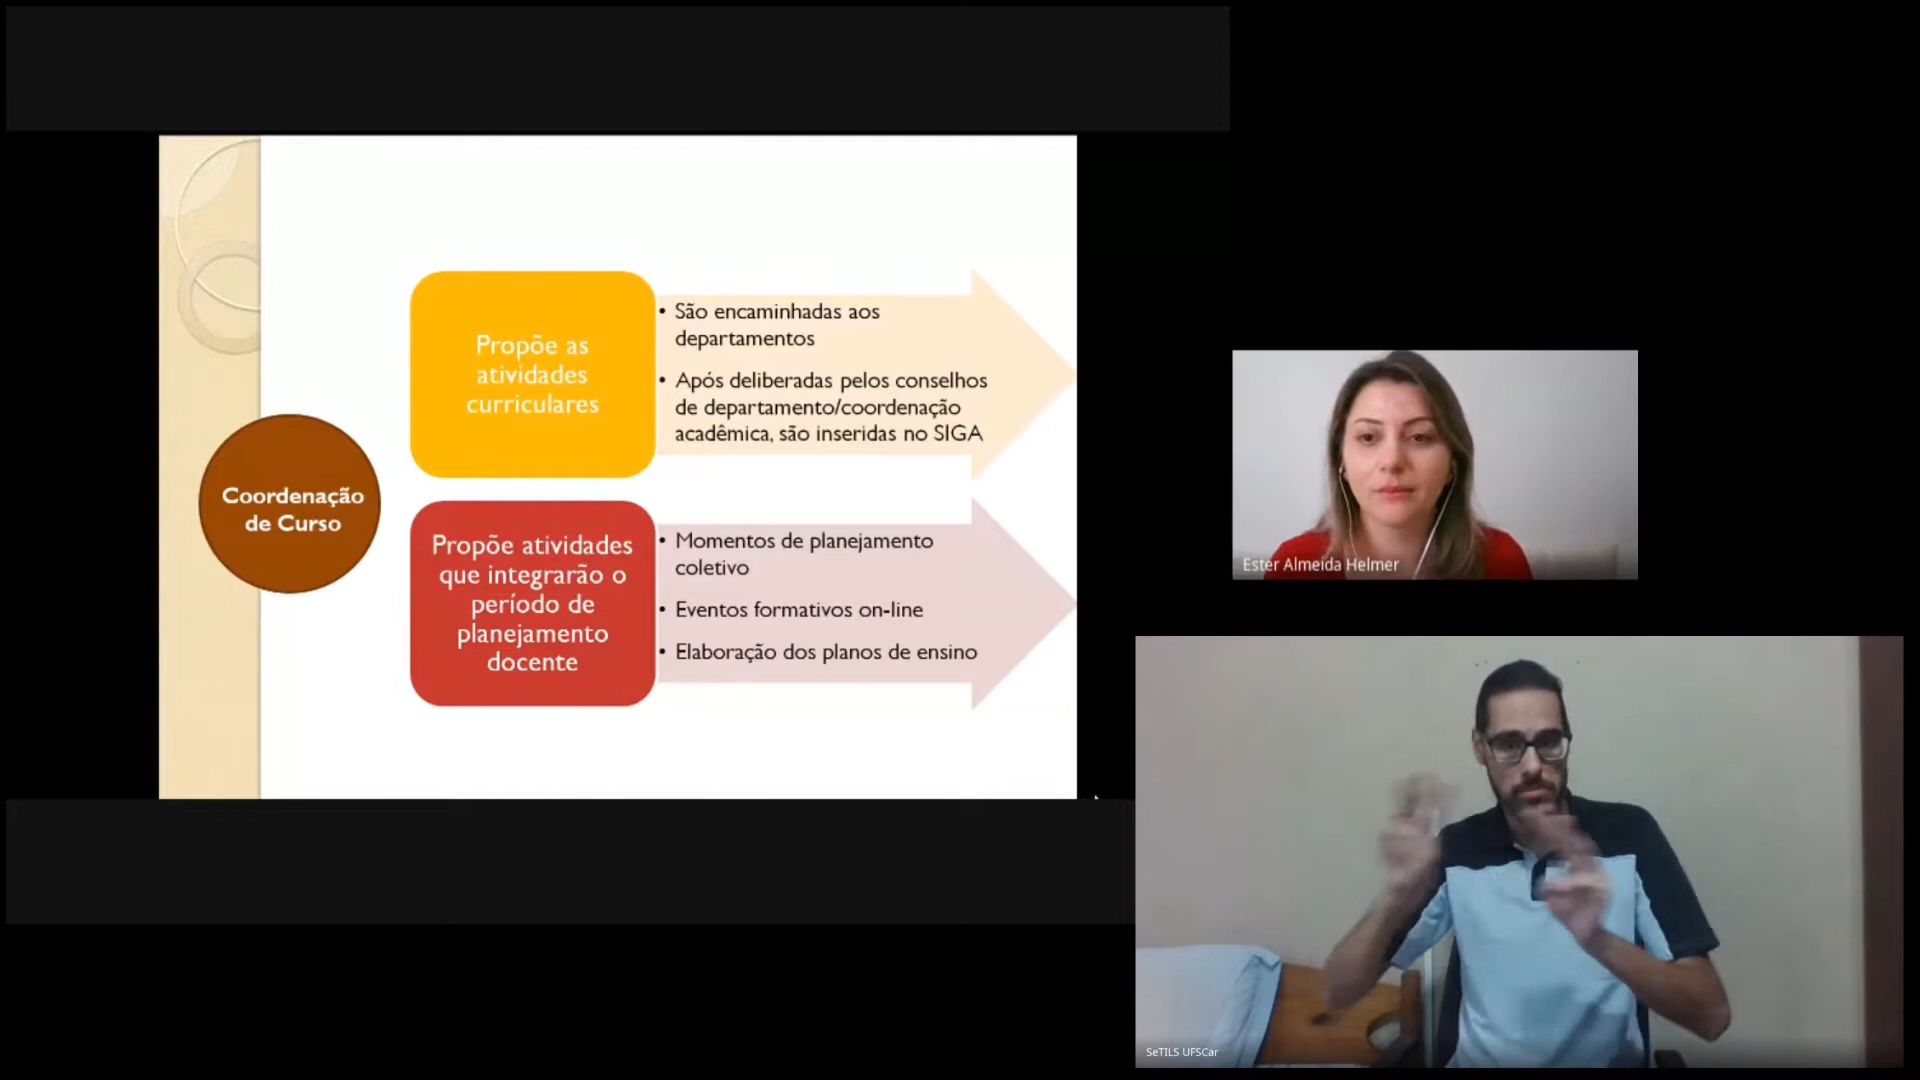 Coordenação
de Curso
Propõe as
atividades
curriculares
• São encaminhadas aos
departamentos
• Após deliberadas pelos conselhos
de departamento/coordenação
acadêmica, são inseridas no SIGA
Propõe atividades
que integrarão o
período de
planejamento
docente
• Momentos de planejamento
coletivo
• Eventos formativos on-line
• Elaboração dos planos de ensino
Ester Almeida Helmer
SeTILS UFSCar